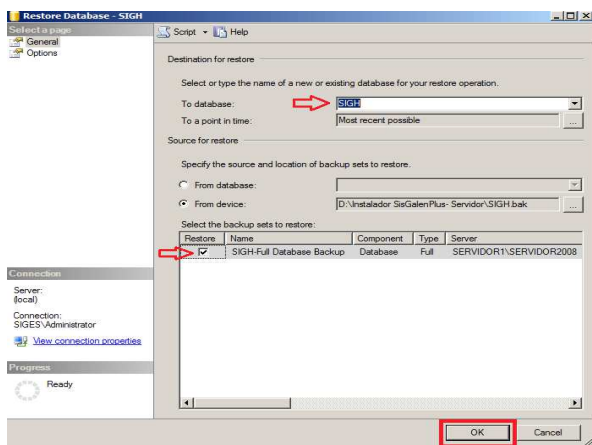 Restore Database - SIGH
Select a page
General
Options
Script
Help
Destination for restore
Select or type the name of a new or existing database for your restore operation.
To database:
SIGH
To a point in time:
Most recent possible
...
Source for restore
Specify the source and location of backup sets to restore.
From database:
From device:
D:\Instalador SisGalenPlus- Servidor\SIGH.bak
...
Select the backup sets to restore:
Restore Name Component Type Server
SIGH-Full Database Backup Database Full SERVIDOR1\SERVIDOR2008
Connection
Server:
(local)
Connection:
SIGES\Administrator
View connection properties
Progress
Ready
OK
Cancel